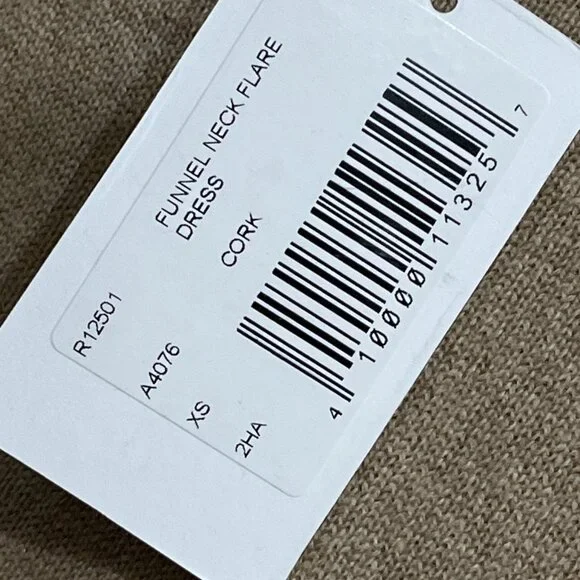 R12501 FUNNEL NECK FLARE
DRESS
A4076 CORK
XS
2HA
4 10000 11325 7